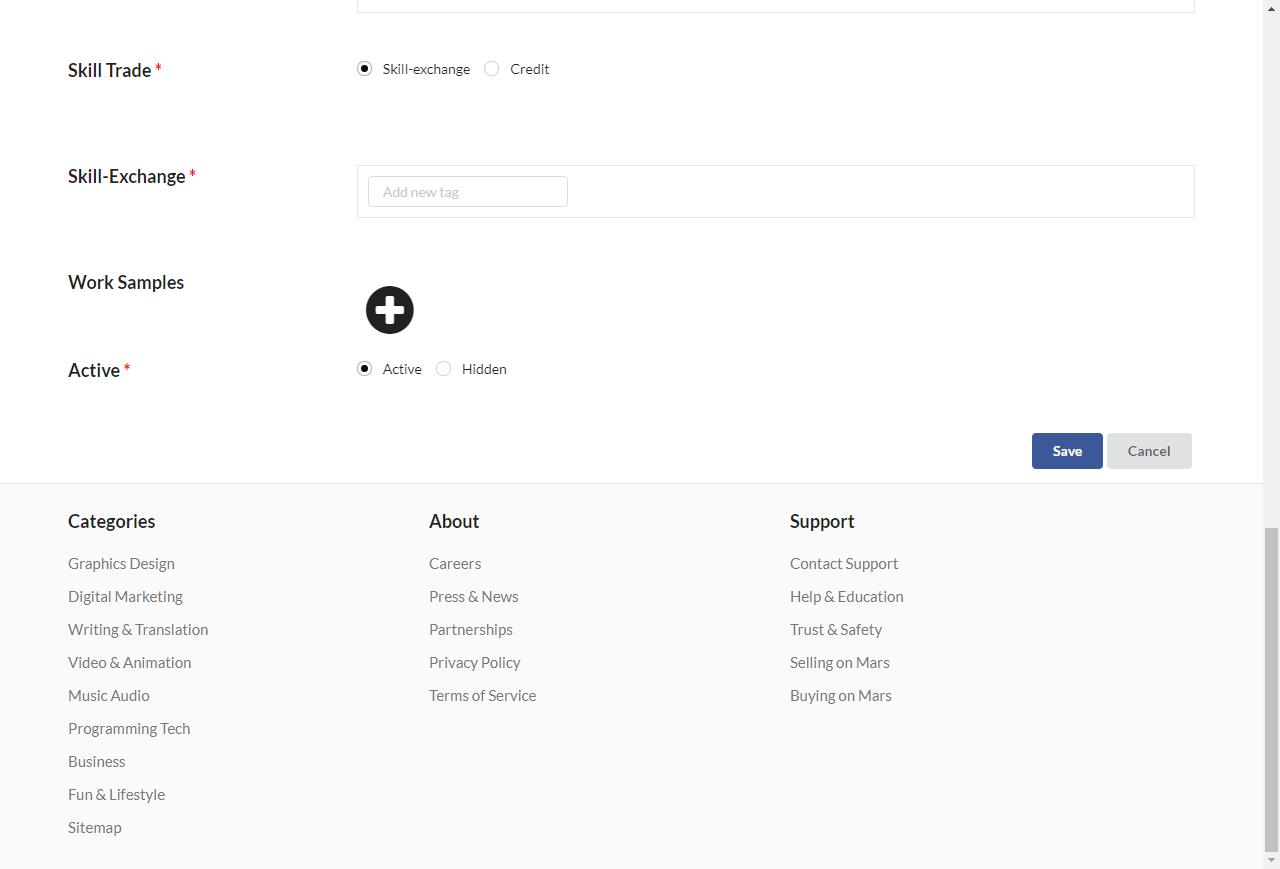 Skill Trade *
Skill-exchange Credit
Skill-Exchange *
Add new tag
Work Samples
Active *
Active Hidden
Save Cancel
Categories
Graphics Design
Digital Marketing
Writing & Translation
Video & Animation
Music Audio
Programming Tech
Business
Fun & Lifestyle
Sitemap
About
Careers
Press & News
Partnerships
Privacy Policy
Terms of Service
Support
Contact Support
Help & Education
Trust & Safety
Selling on Mars
Buying on Mars